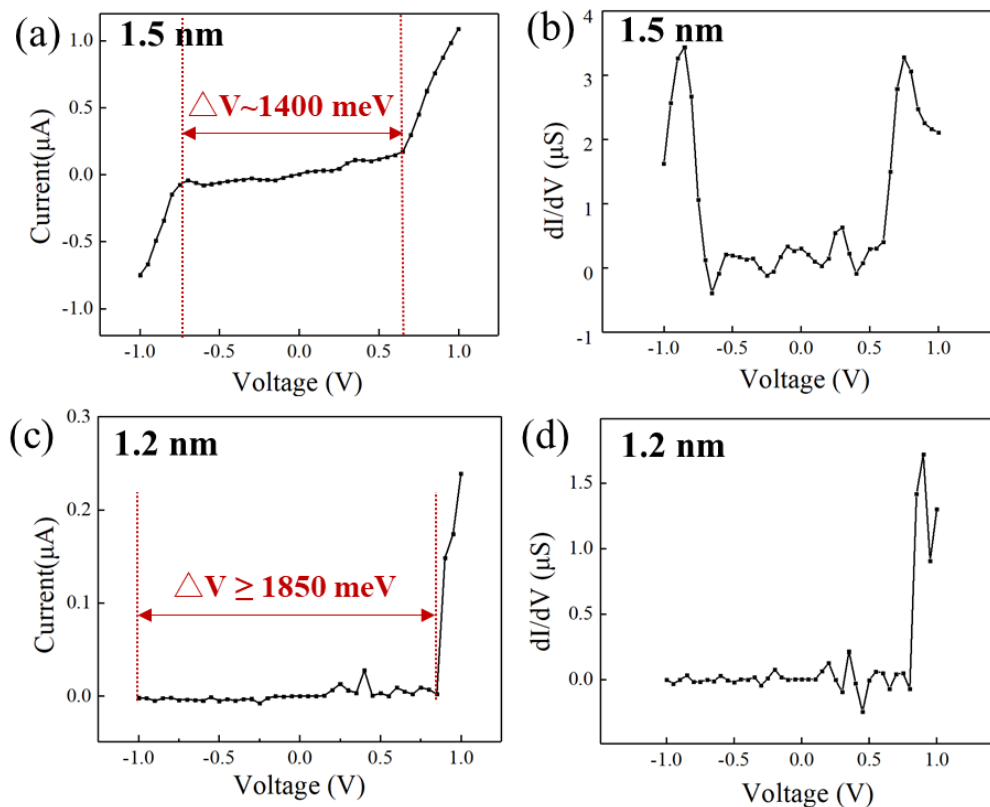 (a) 1.5 nm
△V~1400 meV
Current(μA)
1.0
0.5
0.0
-0.5
-1.0
-1.0 -0.5 0.0 0.5 1.0
Voltage (V)
(b) 1.5 nm
dI/dV (μS)
4
3
2
1
0
-1
-1.0 -0.5 0.0 0.5 1.0
Voltage (V)
(c) 1.2 nm
△V ≥ 1850 meV
Current(μA)
0.3
0.2
0.1
0.0
-1.0 -0.5 0.0 0.5 1.0
Voltage (V)
(d) 1.2 nm
dI/dV (μS)
1.5
1.0
0.5
0.0
-1.0 -0.5 0.0 0.5 1.0
Voltage (V)